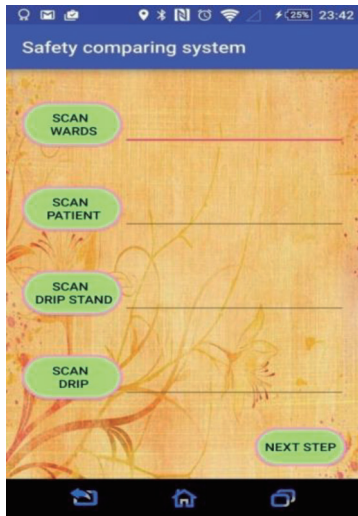 25% 23:42
Safety comparing system
SCAN
WARDS
SCAN
PATIENT
SCAN
DRIP STAND
SCAN
DRIP
NEXT STEP